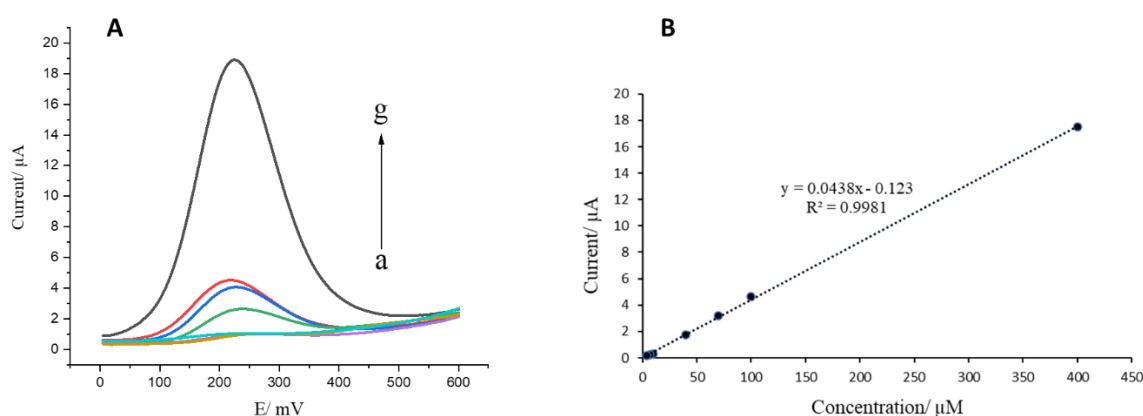 A
20
18
16
14
12
10
8
6
4
2
0
Current/ µA
g
a
0 100 200 300 400 500 600
E/ mV
B
20
18
16
14
12
10
8
6
4
2
0
Current/ µA
y = 0.0438x - 0.123
R² = 0.9981
0 50 100 150 200 250 300 350 400 450
Concentration/ µM